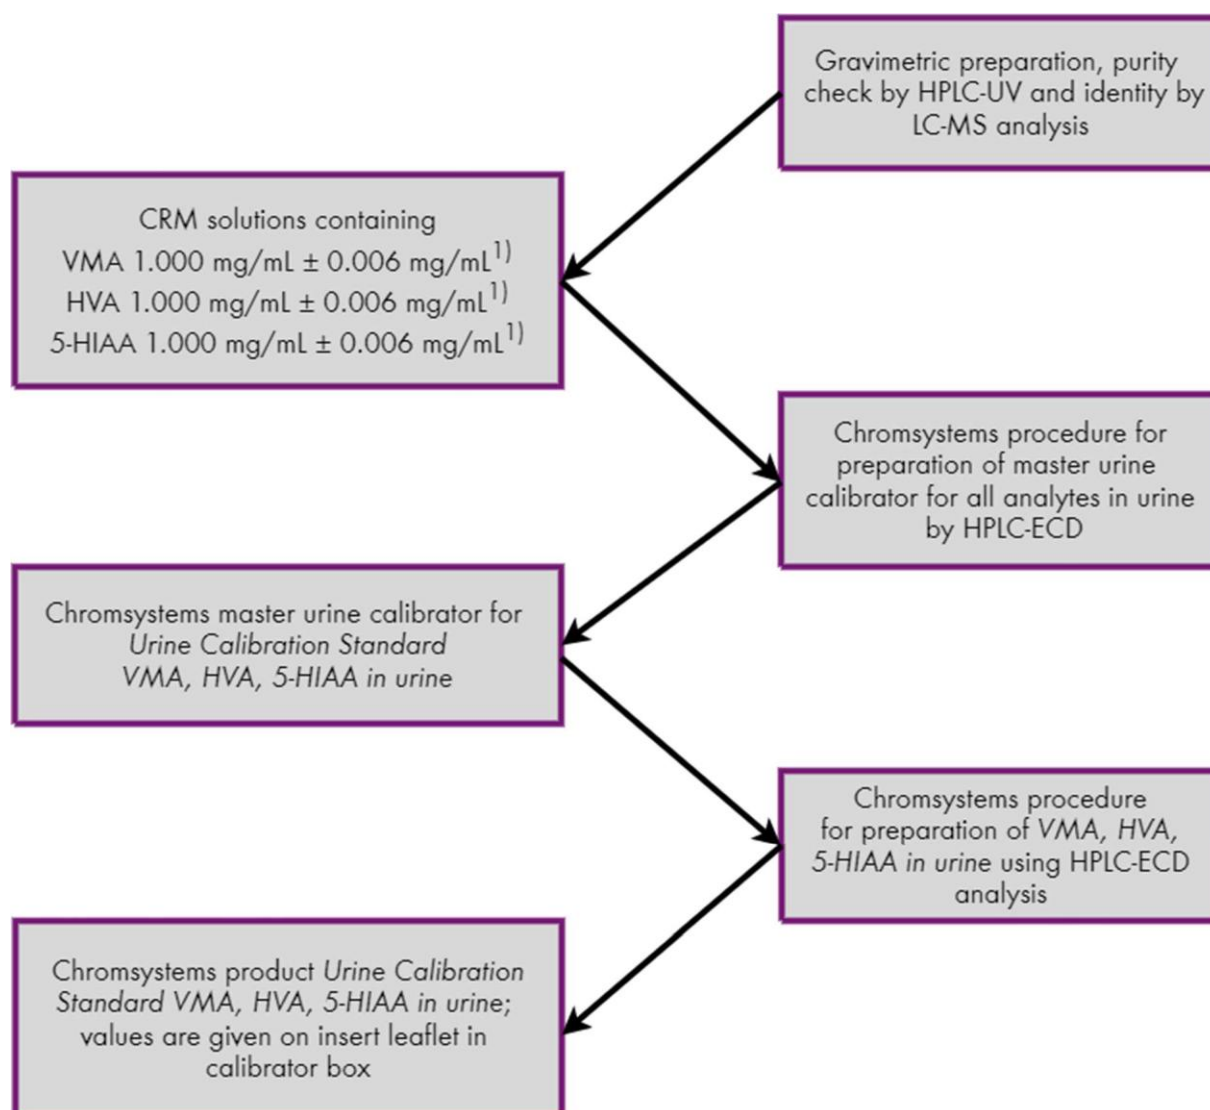 Gravimetric preparation, purity
check by HPLC-UV and identity by
LC-MS analysis
CRM solutions containing
VMA 1.000 mg/mL ± 0.006 mg/mL1)
HVA 1.000 mg/mL ± 0.006 mg/mL1)
5-HIAA 1.000 mg/mL ± 0.006 mg/mL1)
Chromsystems procedure for
preparation of master urine
calibrator for all analytes in urine
by HPLC-ECD
Chromsystems master urine calibrator for
Urine Calibration Standard
VMA, HVA, 5-HIAA in urine
Chromsystems procedure
for preparation of VMA, HVA,
5-HIAA in urine using HPLC-ECD
analysis
Chromsystems product Urine Calibration
Standard VMA, HVA, 5-HIAA in urine;
values are given on insert leaflet in
calibrator box